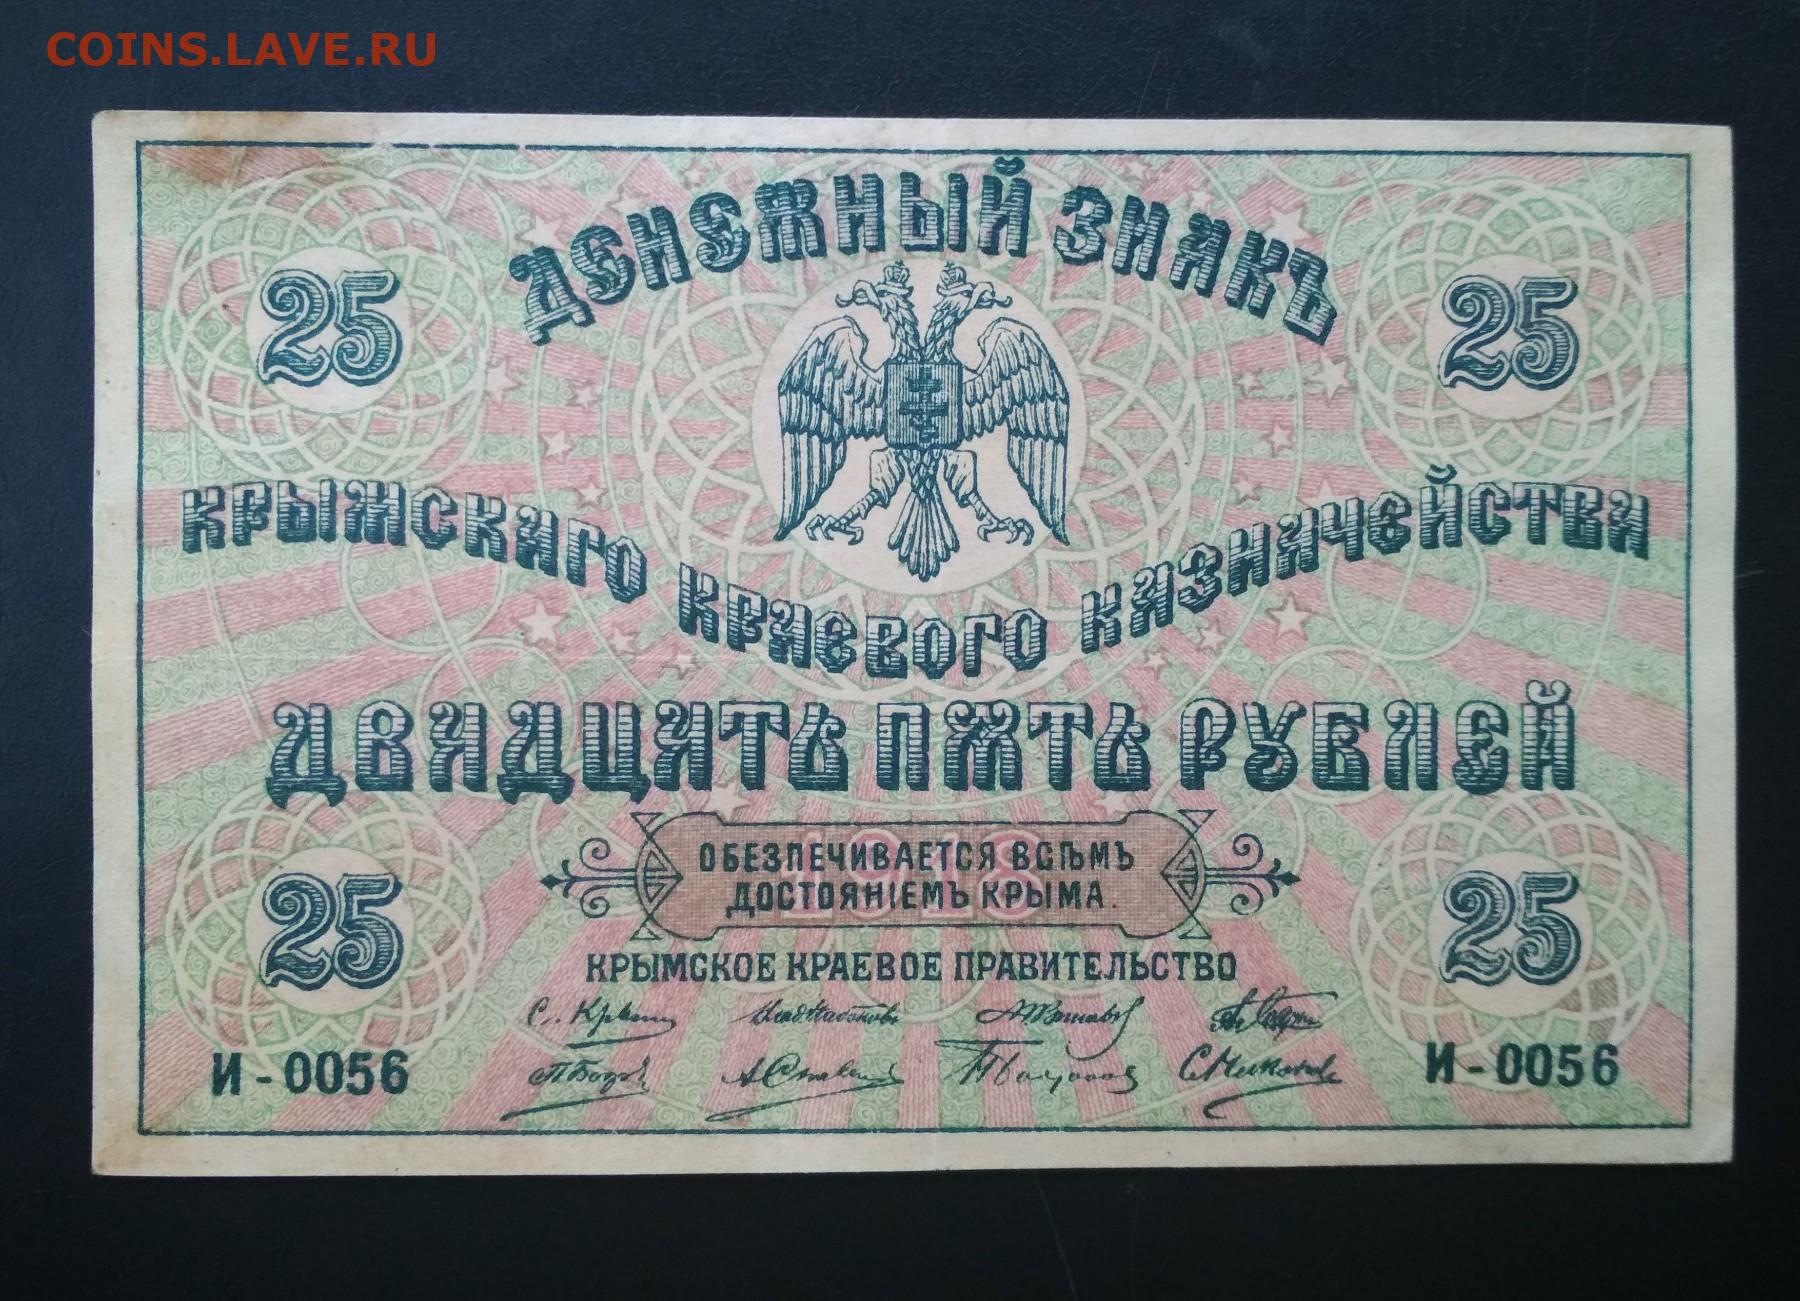 COINS.LAVE.RU
ДЕНЕЖНЫЙ ЗНАКЪ
25 25
КРЫМСКАГО КРАЕВОГО КАЗНАЧЕЙСТВА
ДВАДЦАТЬ ПЯТЬ РУБЛЕЙ
1918
ОБЕЗПЕЧИВАЕТСЯ ВСѢМЪ
ДОСТОЯНІЕМЪ КРЫМА.
25 25
КРЫМСКОЕ КРАЕВОЕ ПРАВИТЕЛЬСТВО
И-0056 И-0056